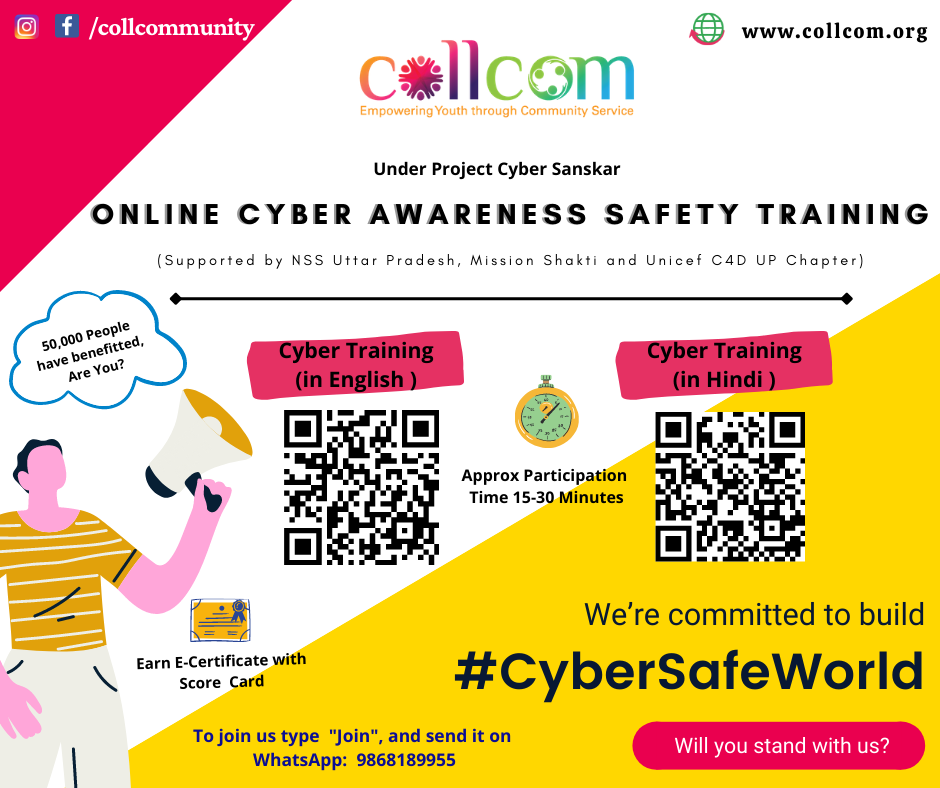 /collcommunity
www.collcom.org
collcom
Empowering Youth through Community Service
Under Project Cyber Sanskar
ONLINE CYBER AWARENESS SAFETY TRAINING
(Supported by NSS Uttar Pradesh, Mission Shakti and Unicef C4D UP Chapter)
50,000 People
have benefitted,
Are You?
Cyber Training
(in English )
Cyber Training
(in Hindi )
Approx Participation
Time 15-30 Minutes
Earn E-Certificate with
Score Card
We’re committed to build
#CyberSafeWorld
To join us type "Join", and send it on
WhatsApp: 9868189955
Will you stand with us?